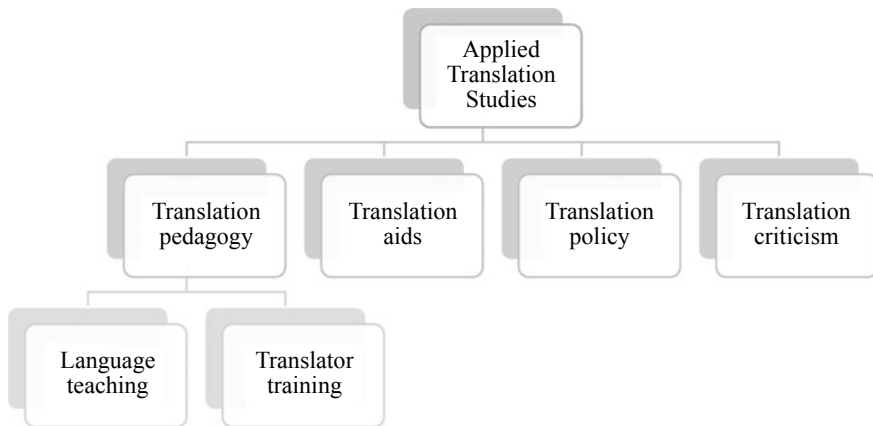 Applied
Translation
Studies
Translation
pedagogy
Translation
aids
Translation
policy
Translation
criticism
Language
teaching
Translator
training